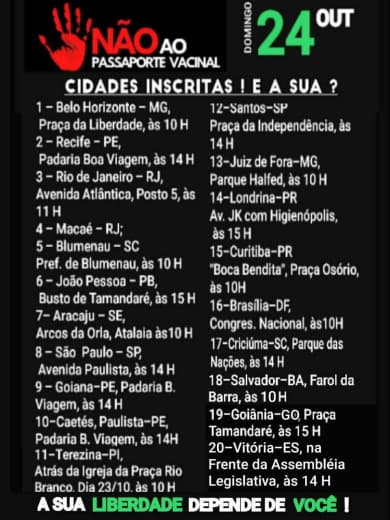 NÃO AO
PASSAPORTE VACINAL
DOMINGO
24 OUT
CIDADES INSCRITAS ! E A SUA ?
1 – Belo Horizonte – MG,
Praça da Liberdade, às 10 H
2 – Recife – PE,
Padaria Boa Viagem, às 14 H
3 – Rio de Janeiro – RJ,
Avenida Atlântica, Posto 5, às
11 H
4 – Macaé – RJ;
5 – Blumenau – SC
Pref. de Blumenau, às 10 H
6 – João Pessoa – PB,
Busto de Tamandaré, às 15 H
7– Aracaju – SE,
Arcos da Orla, Atalaia às10 H
8 – São Paulo – SP,
Avenida Paulista, às 14 H
9 – Goiana–PE, Padaria B.
Viagem, às 14 H
10–Caetés, Paulista–PE,
Padaria B. Viagem, às 14H
11–Terezina–PI,
Atrás da Igreja da Praça Rio
Branco, Dia 23/10, às 10 H
12–Santos–SP
Praça da Independência, às
14 H
13–Juiz de Fora–MG,
Parque Halfed, às 10 H
14–Londrina–PR
Av. JK com Higienópolis,
às 15 H
15–Curitiba–PR
"Boca Bendita", Praça Osório,
às 10H
16–Brasília–DF,
Congres. Nacional, às10H
17–Criciúma–SC, Parque das
Nações, às 14 H
18–Salvador–BA, Farol da
Barra, às 10 H
19–Goiânia–GO, Praça
Tamandaré, às 15 H
20–Vitória–ES, na
Frente da Assembléia
Legislativa, às 14 H
A SUA LIBERDADE DEPENDE DE VOCÊ !